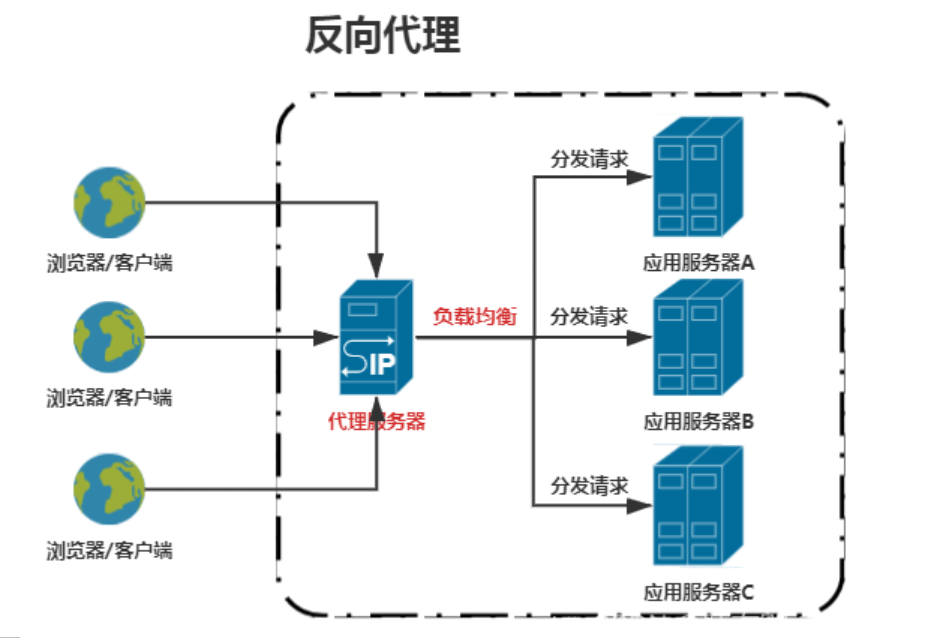 反向代理
分发请求
浏览器/客户端
应用服务器A
负载均衡
分发请求
SIP
浏览器/客户端
代理服务器
应用服务器B
分发请求
浏览器/客户端
应用服务器C